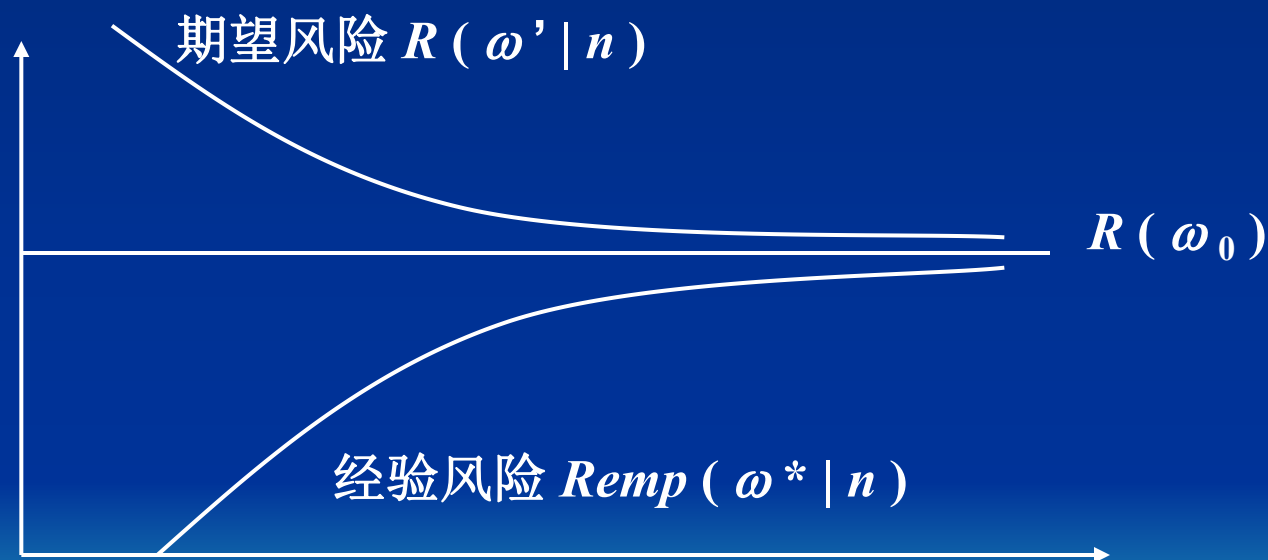 期望风险 R ( ω’ | n )
R ( ω 0 )
经验风险 Remp ( ω * | n )